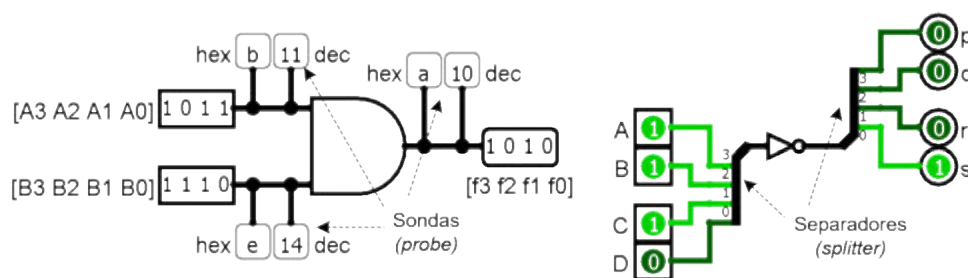 hex b 11 dec
hex a 10 dec
[A3 A2 A1 A0] 1 0 1 1
1 0 1 0
[f3 f2 f1 f0]
[B3 B2 B1 B0] 1 1 1 0
hex e 14 dec
Sondas
(probe)
A 1
B 1
C 1
D 0
3
2
1
0
3
2
1
0
0 p
0
0 r
1 s
Separadores
(splitter)